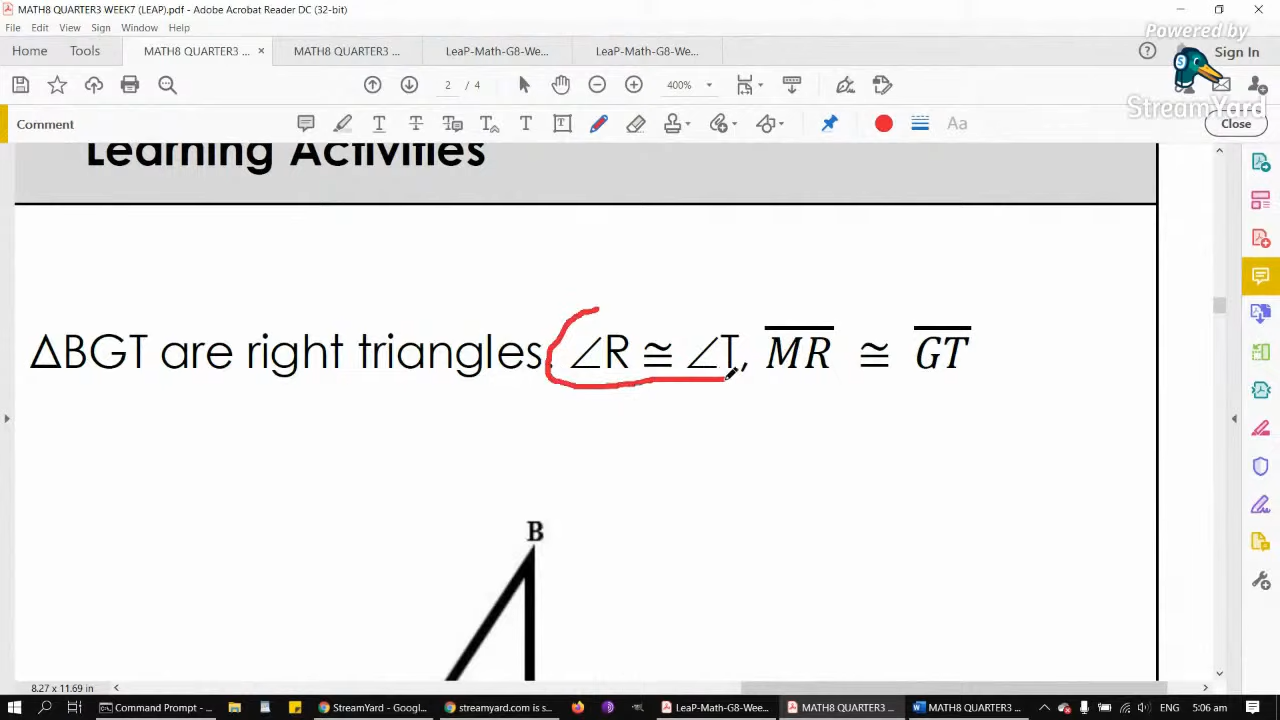 MATH8 QUARTER3 WEEK7 (LEAP).pdf - Adobe Acrobat Reader DC (32-bit)
File Edit View Sign Window Help
Powered by
StreamYard
Home Tools MATH8 QUARTER3 ... × MATH8 QUARTER3 ... LeaP-Math-G8-We... LeaP-Math-G8-We... Sign In
2 / 4 400%
Comment Aa Close
Learning Activities
ΔBGT are right triangles. ∠R ≅ ∠T, M͞R͞ ≅ G͞T͞
B
8.27 x 11.69 in
Command Prompt - ... StreamYard - Googl... streamyard.com is s... LeaP-Math-G8-We... MATH8 QUARTER3 ... MATH8 QUARTER3 ... ENG 5:06 am